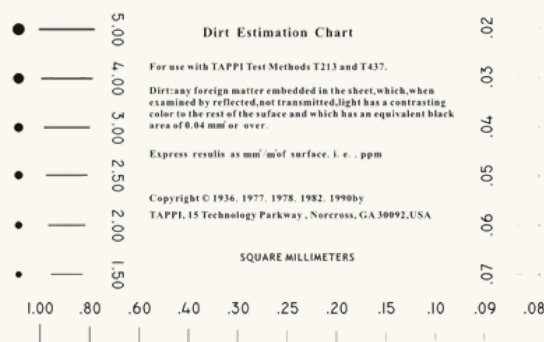 Dirt Estimation Chart
For use with TAPPI Test Methods T213 and T437.
Dirt:any foreign matter embedded in the sheet,which,when
examined by reflected,not transmitted,light has a contrasting
color to the rest of the suface and which has an equivalent black
area of 0.04 mm² or over.
Express resulis as mm²/m²of surface. i. e. . ppm
Copyright © 1936. 1977. 1978. 1982. 1990by
TAPPI, 15 Technology Parkway , Norcross, GA 30092,USA
SQUARE MILLIMETERS
5.00
4.00
3.00
2.50
2.00
1.50
.02
.03
.04
.05
.06
.07
1.00 .80 .60 .40 .30 .25 .20 .15 .10 .09 .08